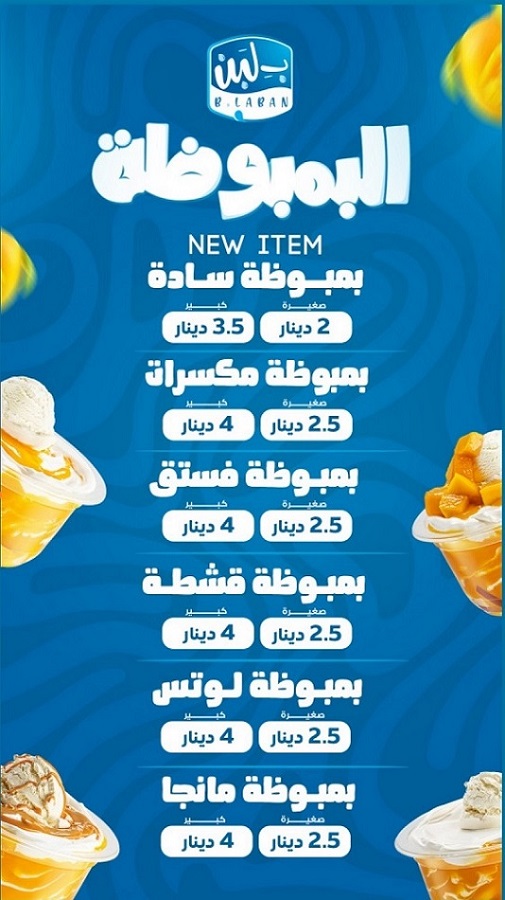 بـ لبن
B.LABAN
البمبوظة
NEW ITEM
بمبوظة سادة
صغيرة كبير
2 دينار 3.5 دينار
بمبوظة مكسرات
صغيرة كبير
2.5 دينار 4 دينار
بمبوظة فستق
صغيرة كبير
2.5 دينار 4 دينار
بمبوظة قشطة
صغيرة كبير
2.5 دينار 4 دينار
بمبوظة لوتس
صغيرة كبير
2.5 دينار 4 دينار
بمبوظة مانجا
صغيرة كبير
2.5 دينار 4 دينار